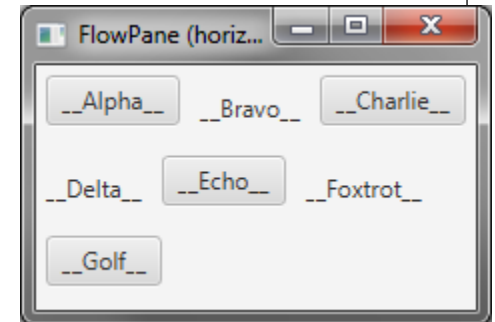 FlowPane (horiz...
__Alpha__ __Bravo__ __Charlie__
__Delta__ __Echo__ __Foxtrot__
__Golf__